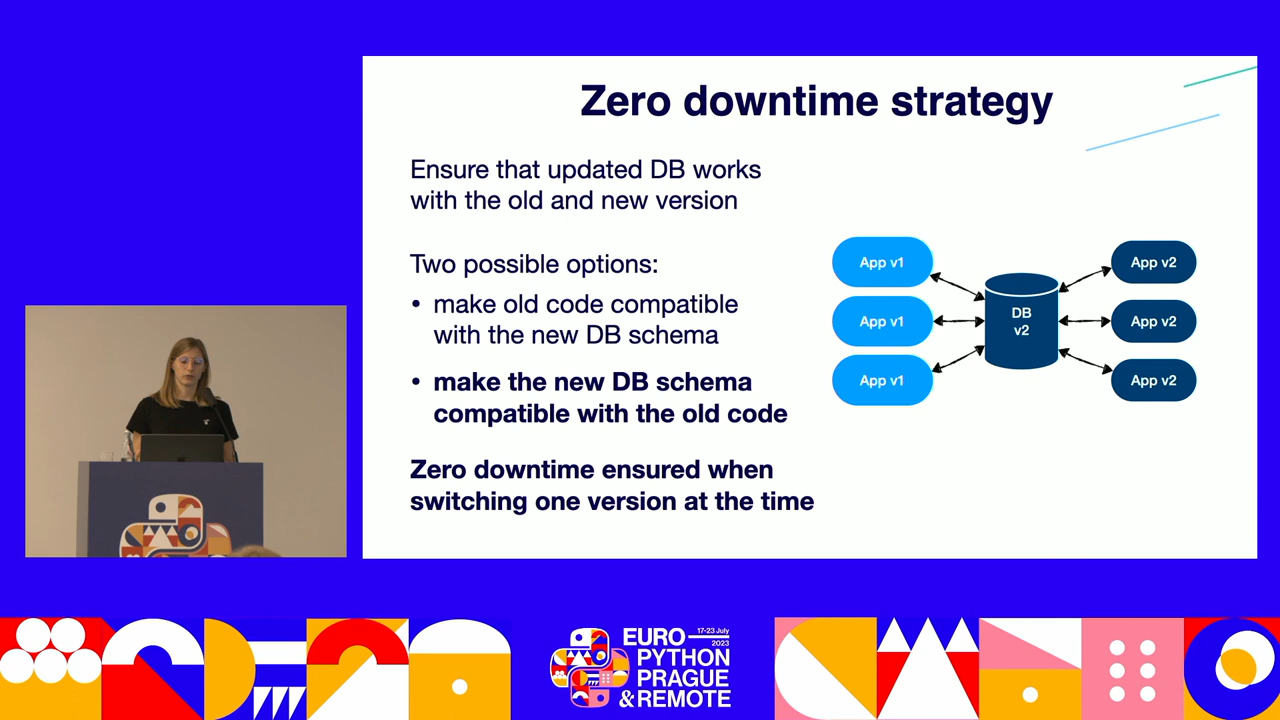 Zero downtime strategy
Ensure that updated DB works
with the old and new version
Two possible options:
• make old code compatible
with the new DB schema
• make the new DB schema
compatible with the old code
Zero downtime ensured when
switching one version at the time
App v1
App v1
App v1
DB
v2
App v2
App v2
App v2
17-23 July
2023
EURO
PYTHON
PRAGUE
& REMOTE